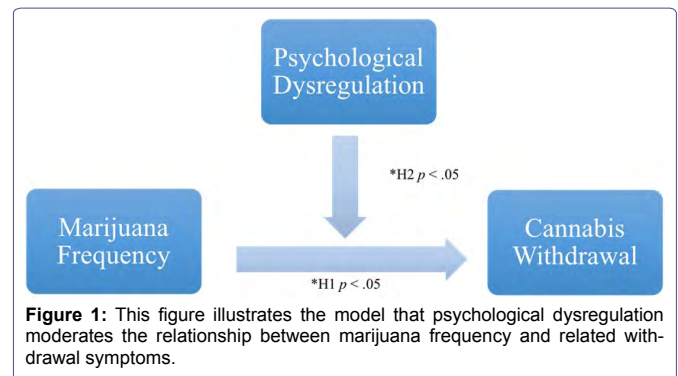 Psychological
Dysregulation
*H2 p < .05
Marijuana
Frequency
Cannabis
Withdrawal
*H1 p < .05
Figure 1: This figure illustrates the model that psychological dysregulation
moderates the relationship between marijuana frequency and related with-
drawal symptoms.